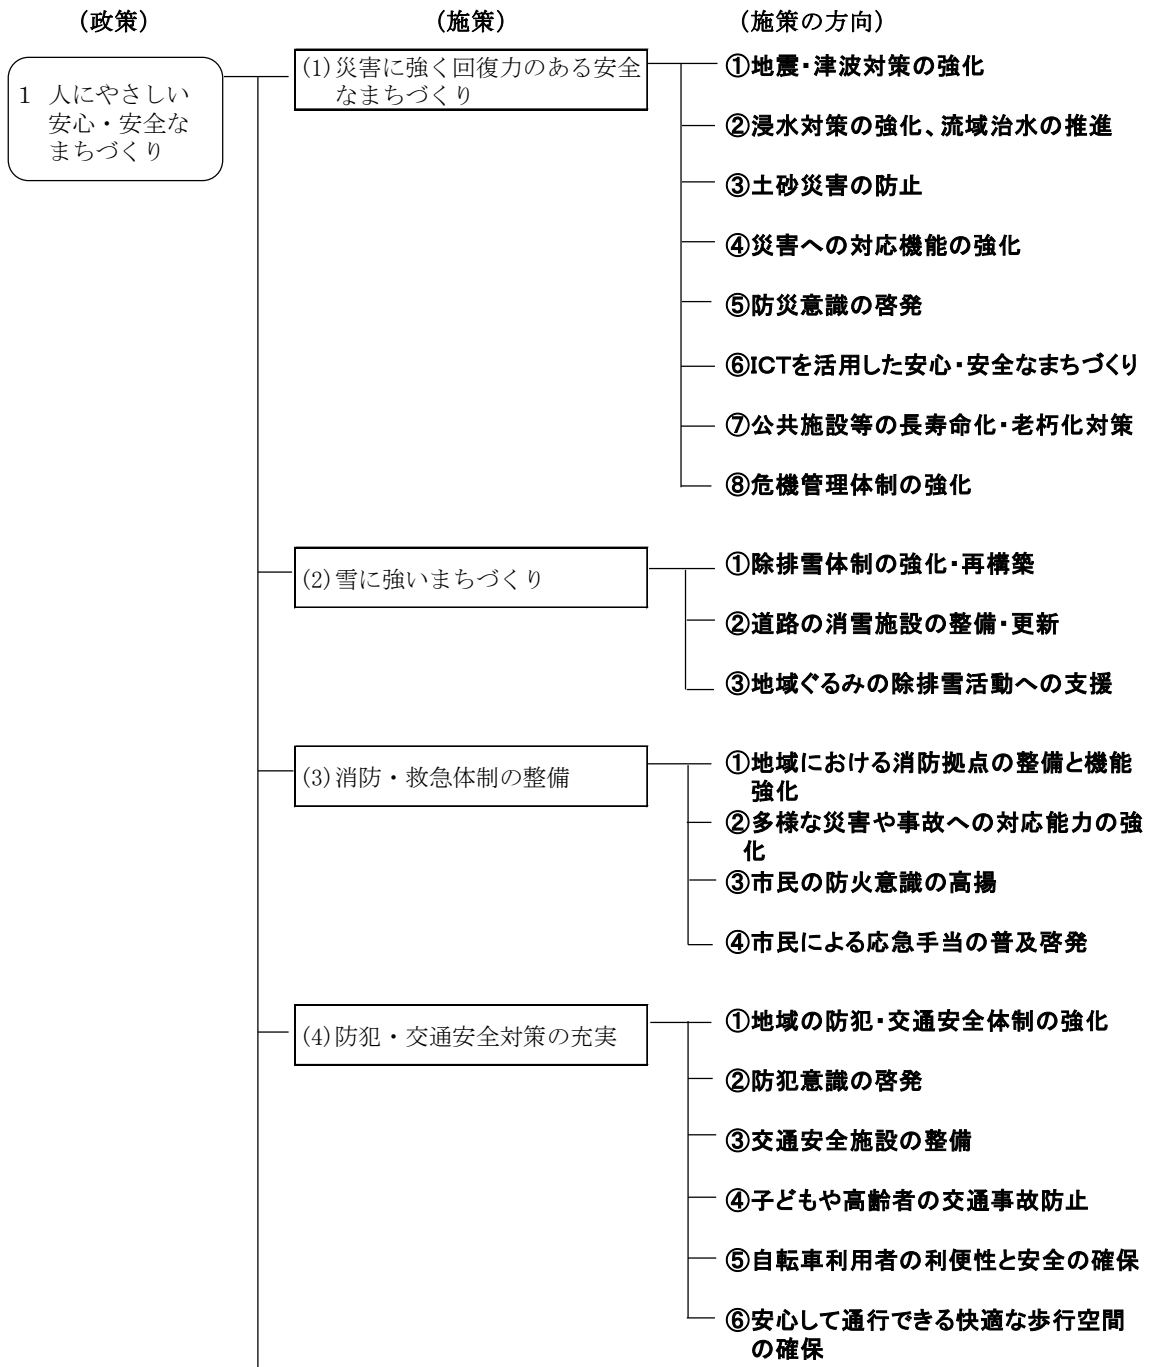 (政策)
(施策)
(施策の方向)
1 人にやさしい
安心・安全な
まちづくり
(1)災害に強く回復力のある安全
なまちづくり
①地震・津波対策の強化
②浸水対策の強化、流域治水の推進
③土砂災害の防止
④災害への対応機能の強化
⑤防災意識の啓発
⑥ICTを活用した安心・安全なまちづくり
⑦公共施設等の長寿命化・老朽化対策
⑧危機管理体制の強化
(2)雪に強いまちづくり
①除排雪体制の強化・再構築
②道路の消雪施設の整備・更新
③地域ぐるみの除排雪活動への支援
(3)消防・救急体制の整備
①地域における消防拠点の整備と機能
強化
②多様な災害や事故への対応能力の強
化
③市民の防火意識の高揚
④市民による応急手当の普及啓発
(4)防犯・交通安全対策の充実
①地域の防犯・交通安全体制の強化
②防犯意識の啓発
③交通安全施設の整備
④子どもや高齢者の交通事故防止
⑤自転車利用者の利便性と安全の確保
⑥安心して通行できる快適な歩行空間
の確保